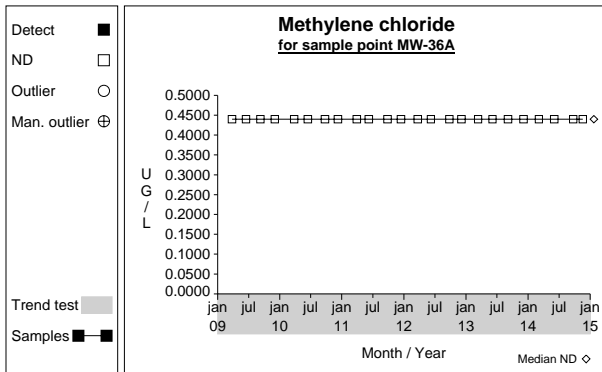 Detect
ND
Outlier
Man. outlier
Trend test
Samples
Methylene chloride
for sample point MW-36A
U
G
/
L
0.5000
0.4500
0.4000
0.3500
0.3000
0.2500
0.2000
0.1500
0.1000
0.0500
0.0000
jan jul jan jul jan jul jan jul jan jul jan jul jan
09 10 11 12 13 14 15
Month / Year
Median ND